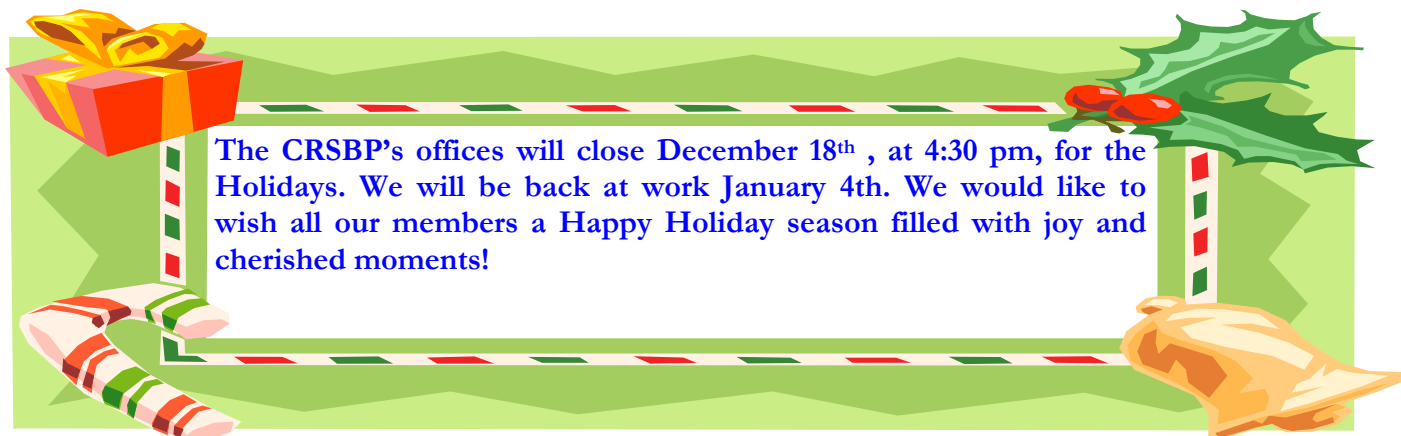 The CRSBP’s offices will close December 18th , at 4:30 pm, for the
Holidays. We will be back at work January 4th. We would like to
wish all our members a Happy Holiday season filled with joy and
cherished moments!